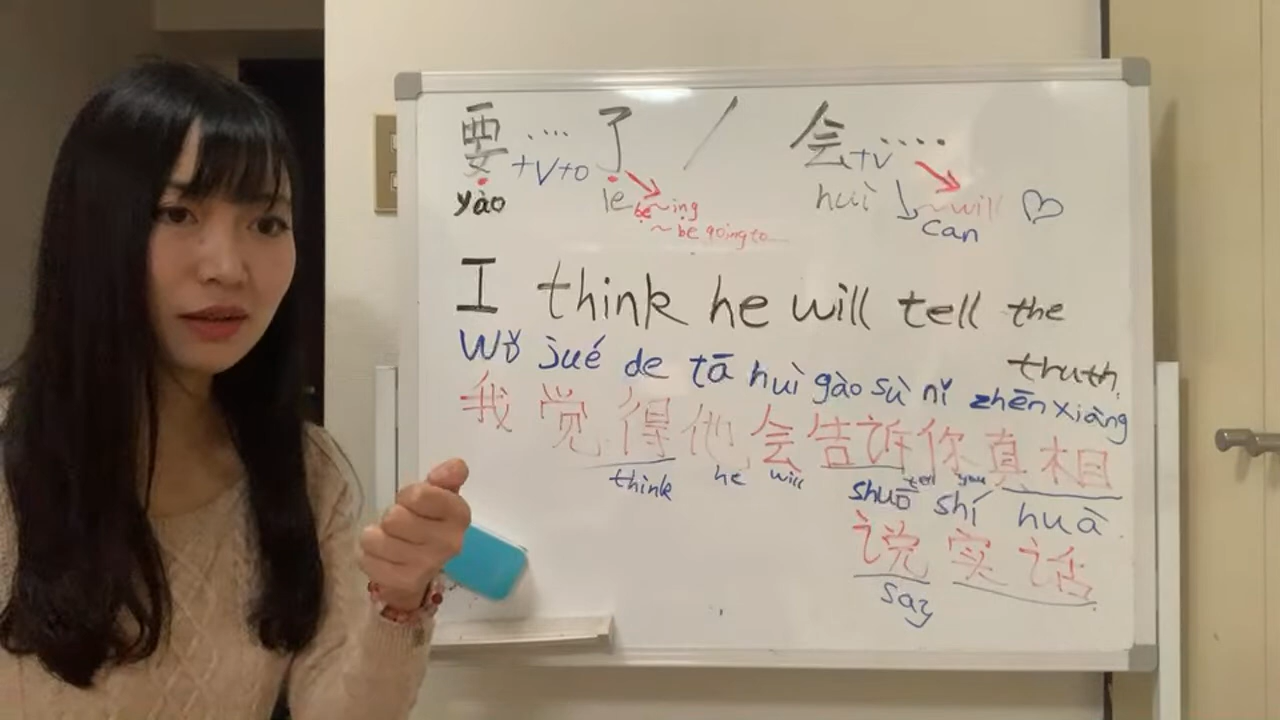 要 .... 了 / 会 ....
+V+o +V
yào le be~ing huì ~will ♡
~be going to...... can
I think he will tell the
truth.
Wǒ jué de tā huì gào sù nǐ zhēn xiàng
我 觉 得 他 会 告 诉 你 真 相
think he will tell you
shuō shí huà
说 实 话
say